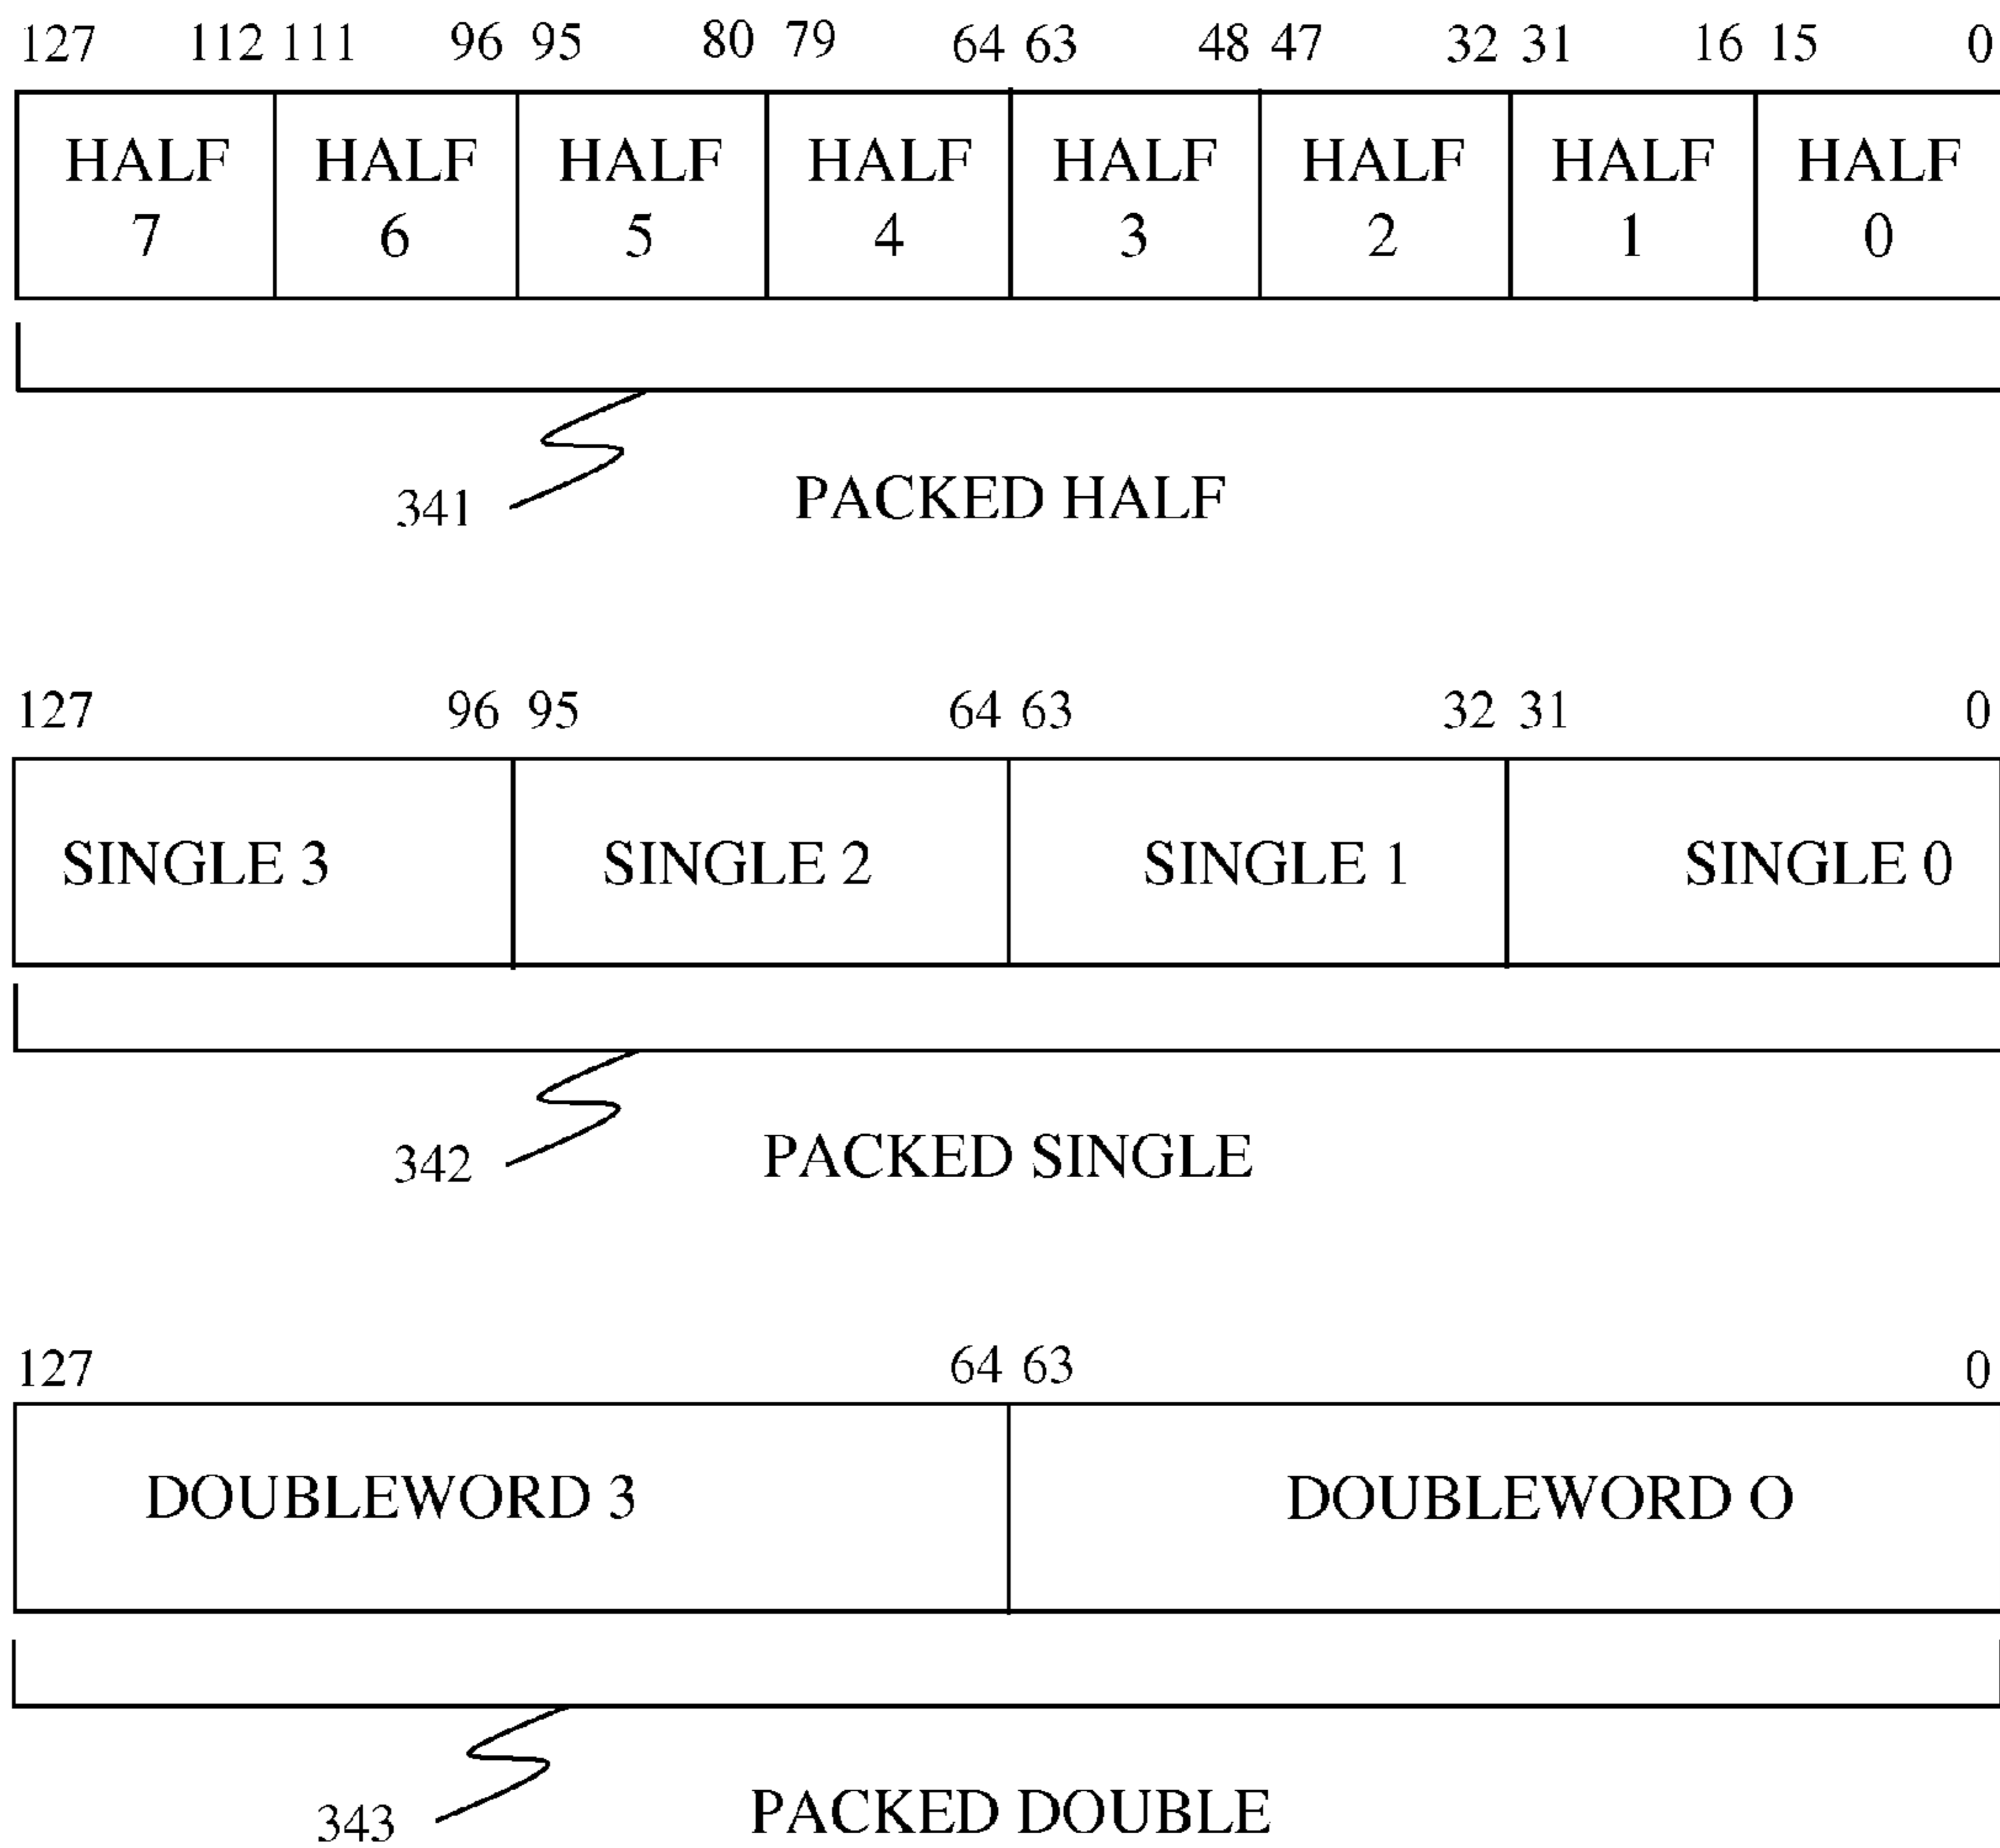 127 112 111 96 95 80 79 64 63 48 47 32 31 16 15 0
HALF HALF HALF HALF HALF HALF HALF HALF
7 6 5 4 3 2 1 0
341 PACKED HALF
127 96 95 64 63 32 31 0
SINGLE 3 SINGLE 2 SINGLE 1 SINGLE 0
342 PACKED SINGLE
127 64 63 0
DOUBLEWORD 3 DOUBLEWORD O
343 PACKED DOUBLE